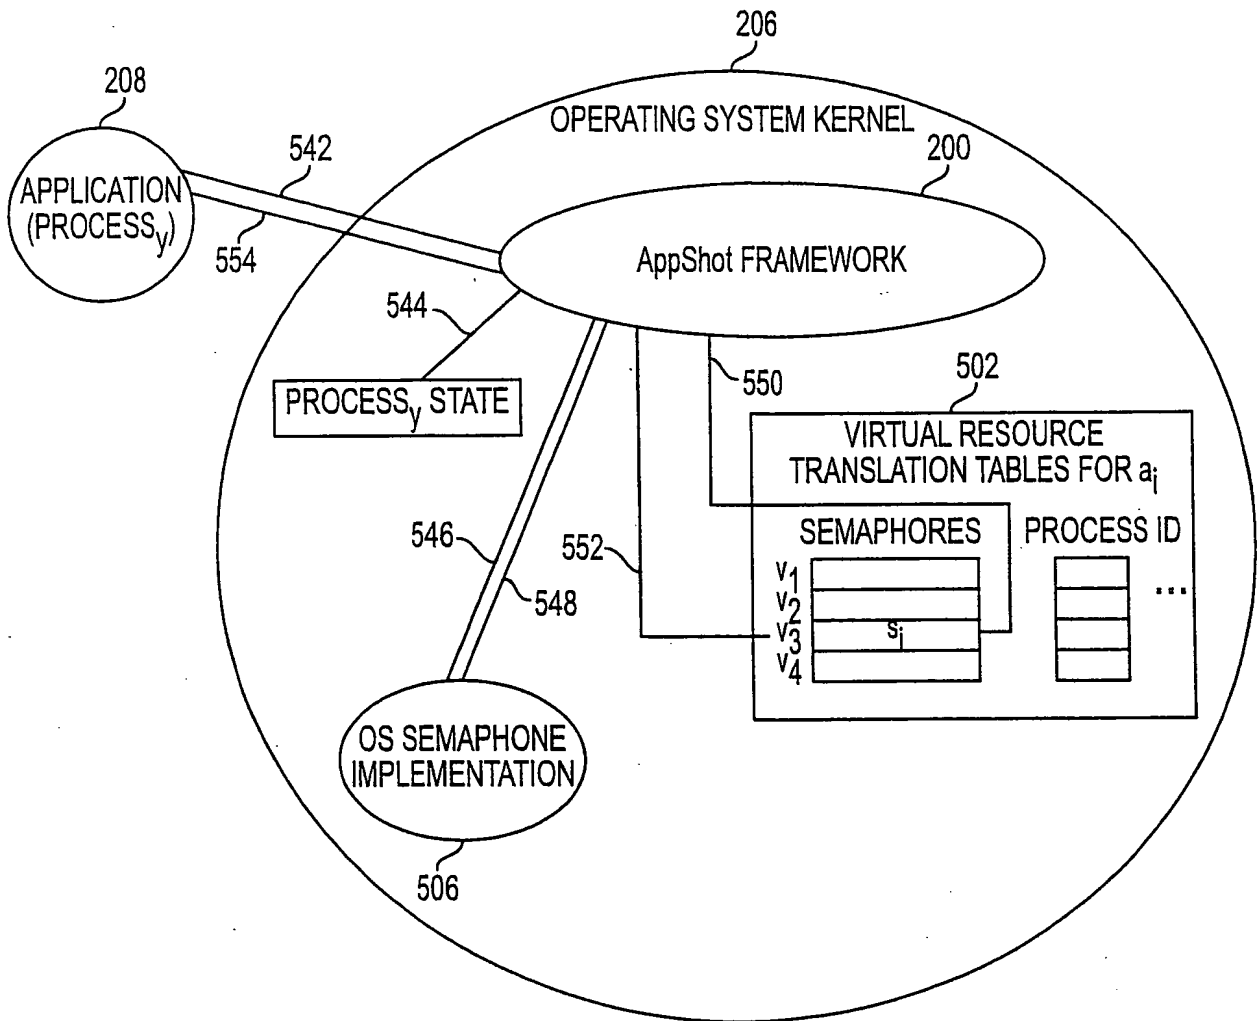 206
OPERATING SYSTEM KERNEL
208
APPLICATION
(PROCESSy)
542
554
200
AppShot FRAMEWORK
544
PROCESSy STATE
550
502
VIRTUAL RESOURCE
TRANSLATION TABLES FOR ai
SEMAPHORES
PROCESS ID
v1
v2
v3
si
v4
...
546
548
552
OS SEMAPHONE
IMPLEMENTATION
506